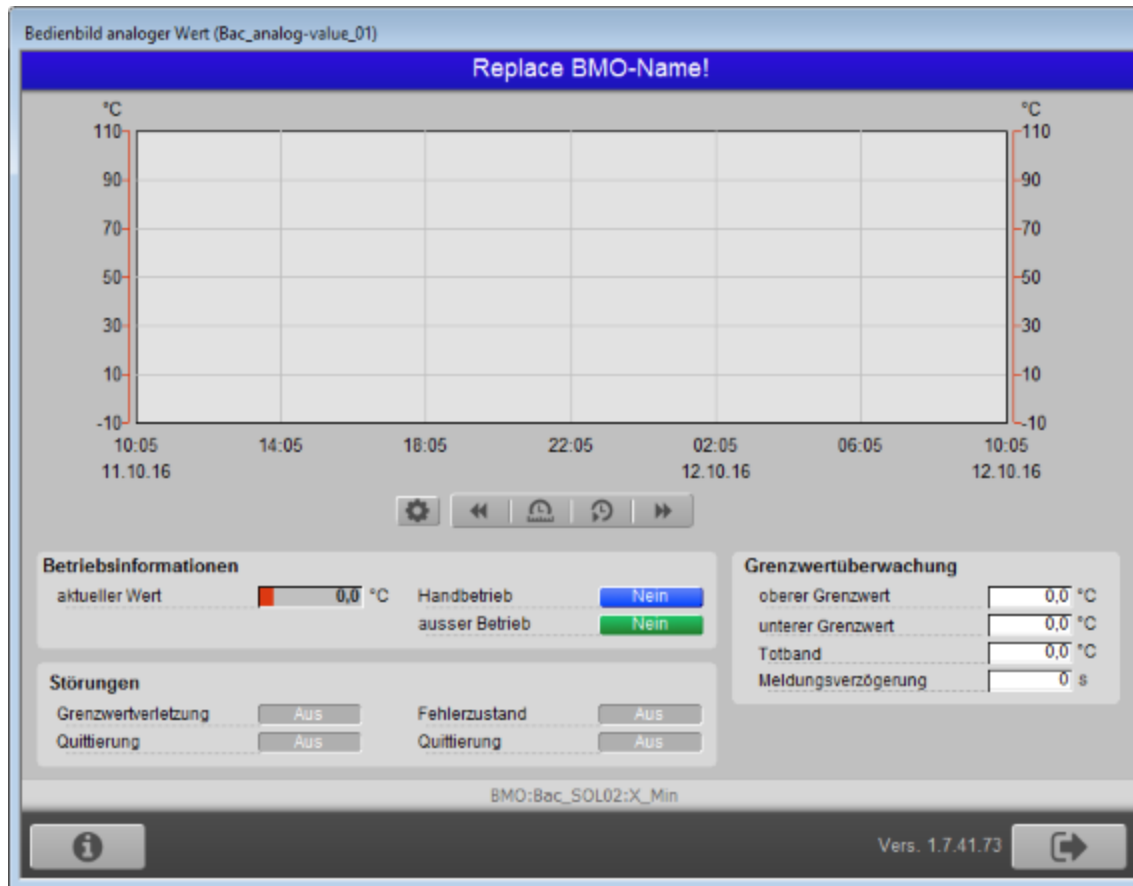 Bedienbild analoger Wert (Bac_analog-value_01)
Replace BMO-Name!
°C °C
110 110
90 90
70 70
50 50
30 30
10 10
-10 -10
10:05 14:05 18:05 22:05 02:05 06:05 10:05
11.10.16 12.10.16 12.10.16
Betriebsinformationen
aktueller Wert 0,0 °C Handbetrieb Nein
ausser Betrieb Nein
Grenzwertüberwachung
oberer Grenzwert 0,0 °C
unterer Grenzwert 0,0 °C
Totband 0,0 °C
Meldungsverzögerung 0 s
Störungen
Grenzwertverletzung Aus Fehlerzustand Aus
Quittierung Aus Quittierung Aus
BMO:Bac_SOL02:X_Min
Vers. 1.7.41.73